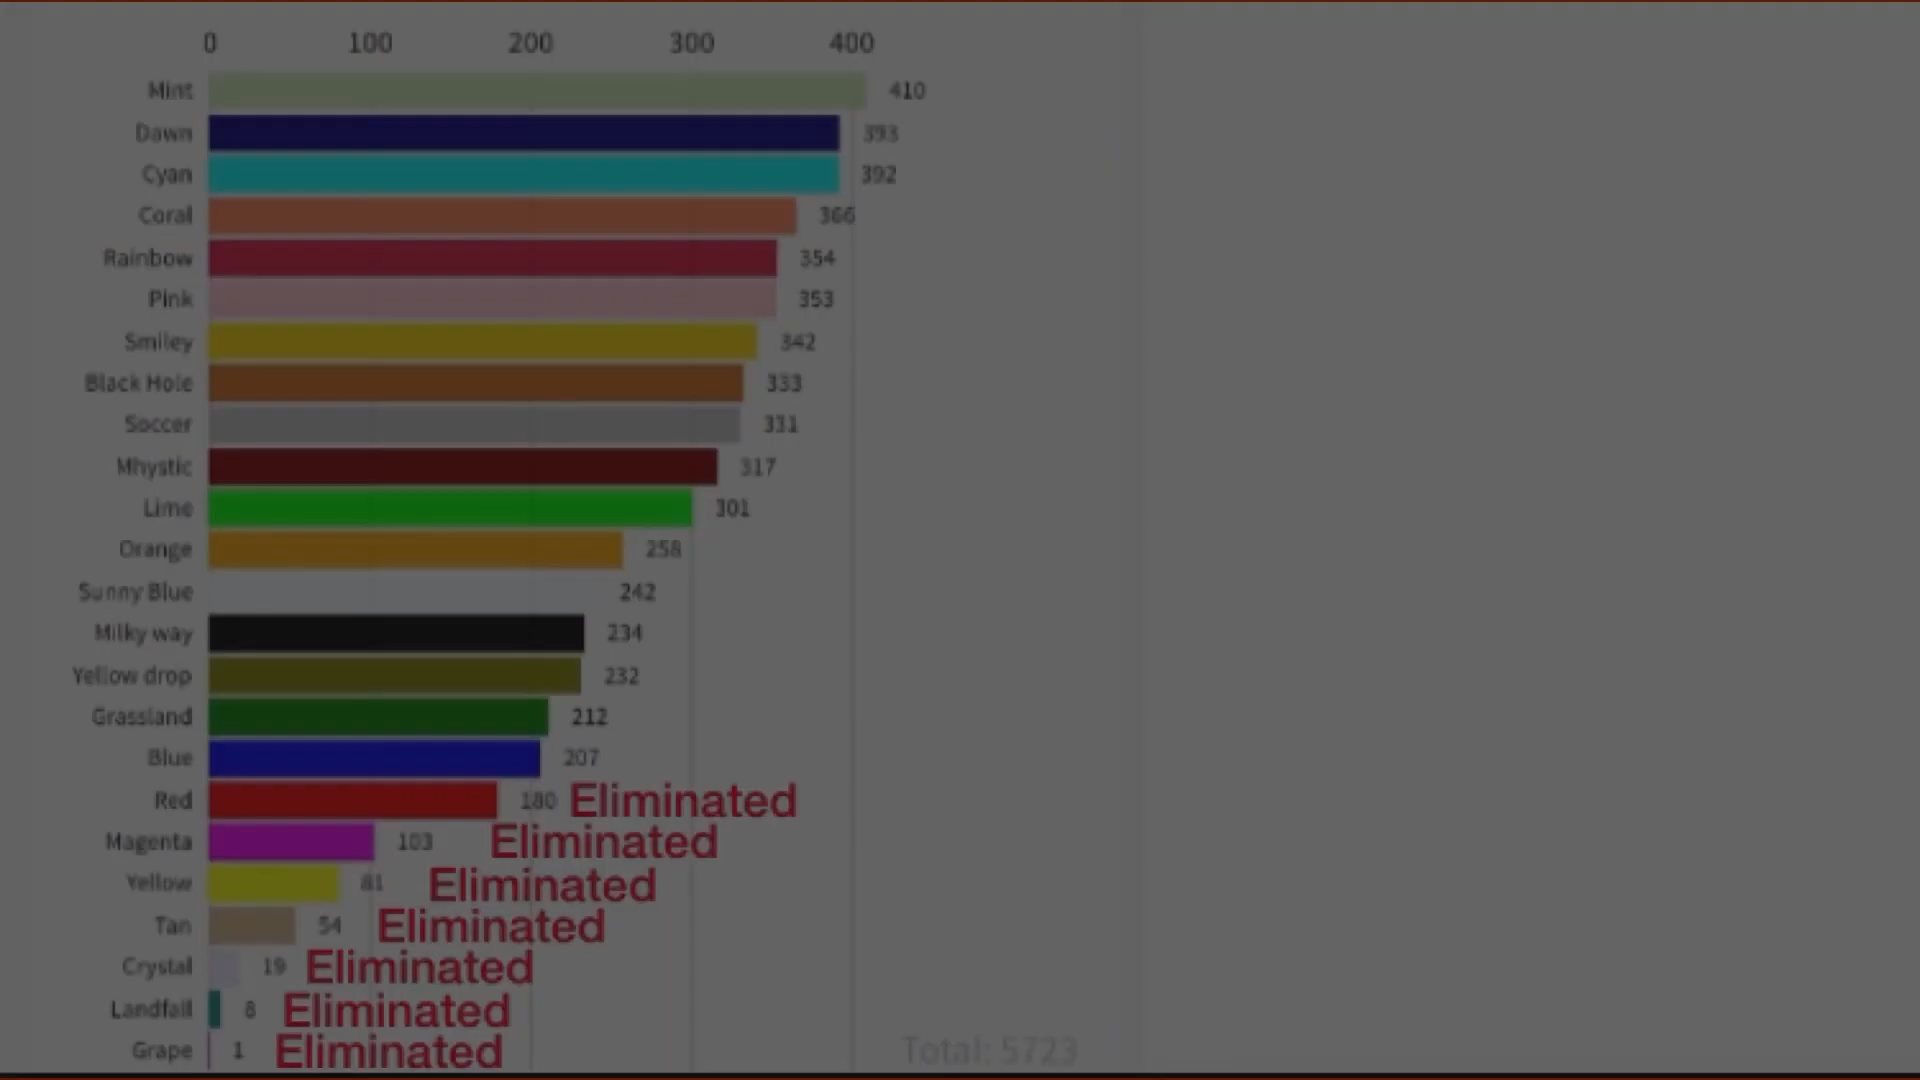 0 100 200 300 400
Mint 410
Dawn 393
Cyan 392
Coral 366
Rainbow 354
Pink 353
Smiley 342
Black Hole 333
Soccer 331
Mhystic 317
Lime 301
Orange 258
Sunny Blue 242
Milky way 234
Yellow drop 232
Grassland 212
Blue 207
Red 180 Eliminated
Magenta 103 Eliminated
Yellow 81 Eliminated
Tan 54 Eliminated
Crystal 19 Eliminated
Landfall 8 Eliminated
Grape 1 Eliminated
Total: 5723